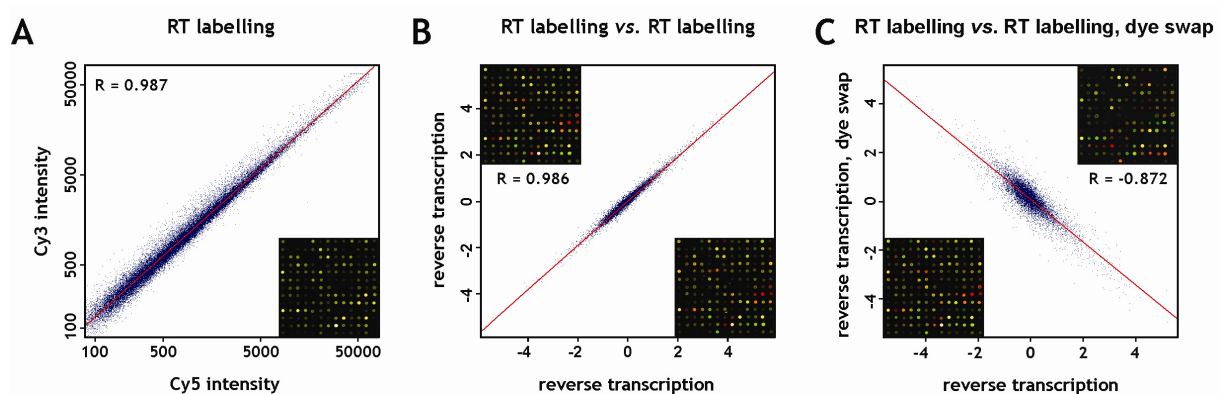 A
RT labelling
R = 0.987
50000
5000
500
100
Cy3 intensity
100
500
5000
50000
Cy5 intensity
B
RT labelling vs. RT labelling
R = 0.986
4
2
0
-2
-4
reverse transcription
-4
-2
0
2
4
reverse transcription
C
RT labelling vs. RT labelling, dye swap
R = -0.872
4
2
0
-2
-4
reverse transcription, dye swap
-4
-2
0
2
4
reverse transcription